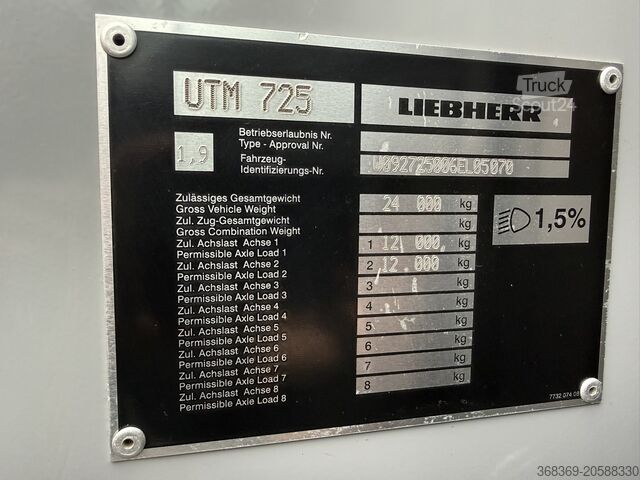 UTM 725
LIEBHERR
Truck
Scout24
1,9
Betriebserlaubnis Nr.
Type - Approval Nr.
Fahrzeug-
Identifizierungs-Nr.
W09272500GEL05070
Zulässiges Gesamtgewicht
Gross Vehicle Weight
24 000 kg
Zul. Zug-Gesamtgewicht
Gross Combination Weight
kg
Zul. Achslast Achse 1
Permissible Axle Load 1
1 12 000. kg
Zul. Achslast Achse 2
Permissible Axle Load 2
2 12.000 kg
Zul. Achslast Achse 3
Permissible Axle Load 3
3 kg
Zul. Achslast Achse 4
Permissible Axle Load 4
4 kg
Zul. Achslast Achse 5
Permissible Axle Load 5
5 kg
Zul. Achslast Achse 6
Permissible Axle Load 6
6 kg
Zul. Achslast Achse 7
Permissible Axle Load 7
7 kg
Zul. Achslast Achse 8
Permissible Axle Load 8
8 kg
1,5%
7732 074 08
368369-20588330